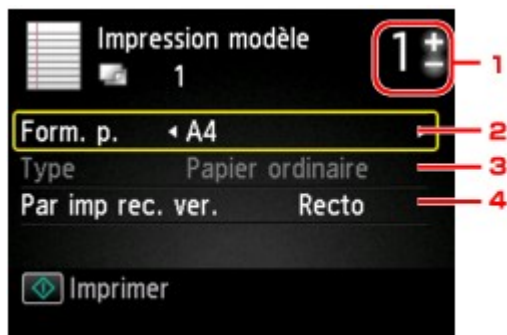 Impression modèle
1
1
+
-
1
Form. p. A4
2
Type Papier ordinaire
3
Par imp rec. ver. Recto
4
Imprimer